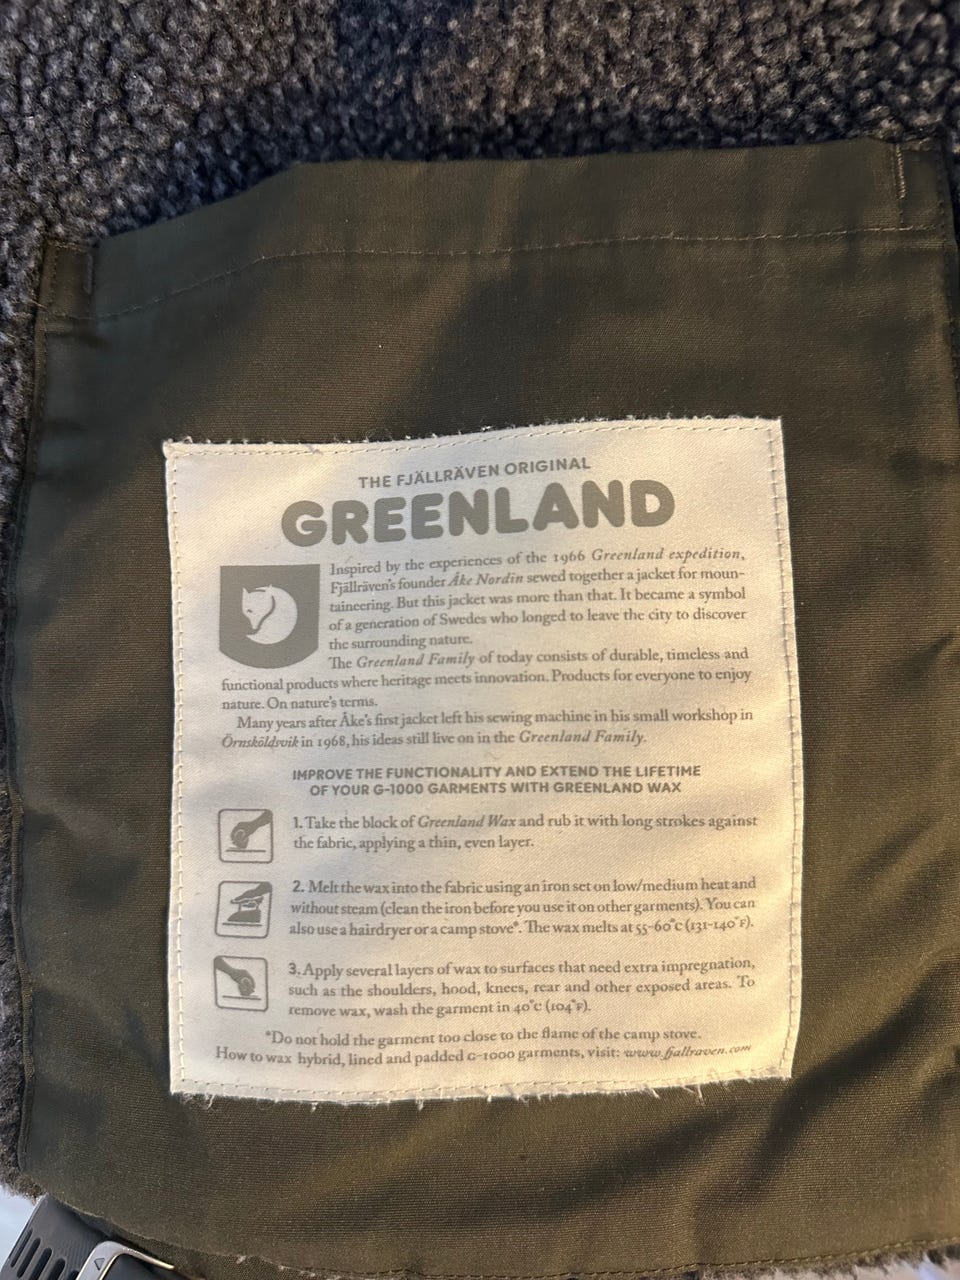 THE FJÄLLRÄVEN ORIGINAL
GREENLAND
Inspired by the experiences of the 1966 Greenland expedition,
Fjällräven's founder Åke Nordin sewed together a jacket for moun-
taineering. But this jacket was more than that. It became a symbol
of a generation of Swedes who longed to leave the city to discover
the surrounding nature.
The Greenland Family of today consists of durable, timeless and
functional products where heritage meets innovation. Products for everyone to enjoy
nature. On nature's terms.
Many years after Åke's first jacket left his sewing machine in his small workshop in
Örnsköldsvik in 1968, his ideas still live on in the Greenland Family.
IMPROVE THE FUNCTIONALITY AND EXTEND THE LIFETIME
OF YOUR G-1000 GARMENTS WITH GREENLAND WAX
1. Take the block of Greenland Wax and rub it with long strokes against
the fabric, applying a thin, even layer.
2. Melt the wax into the fabric using an iron set on low/medium heat and
without steam (clean the iron before you use it on other garments). You can
also use a hairdryer or a camp stove*. The wax melts at 55-60°C (131-140°F).
3. Apply several layers of wax to surfaces that need extra impregnation,
such as the shoulders, hood, knees, rear and other exposed areas. To
remove wax, wash the garment in 40°C (104°F).
*Do not hold the garment too close to the flame of the camp stove.
How to wax hybrid, lined and padded G-1000 garments, visit: www.fjallraven.com